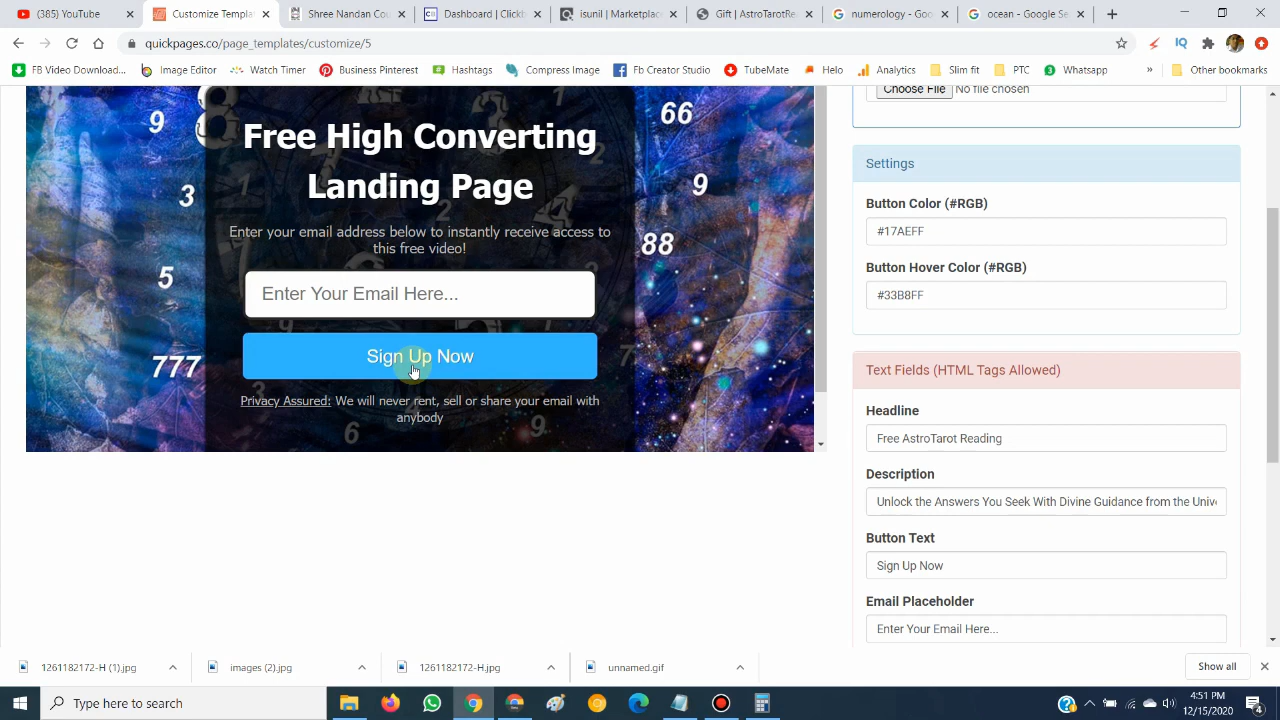 (385) YouTube
Customize Templa
Shree Nandan Cou
Dashboard | Clickb
isuId | Marketplace
Gift | AstroTarotRe
numerology - Goo
ocean - Google Se
quickpages.co/page_templates/customize/5
FB Video Download...
Image Editor
Watch Timer
Business Pinterest
Hashtags
Compress Image
Fb Creator Studio
TubeMate
Helo
Analytics
Slim fit
PTC
Whatsapp
»
Other bookmarks
9
3
5
777
8
66
9
88
Free High Converting
Landing Page
Enter your email address below to instantly receive access to
this free video!
Enter Your Email Here...
Sign Up Now
Privacy Assured: We will never rent, sell or share your email with
anybody
6
9
Choose File No file chosen
Settings
Button Color (#RGB)
#17AEFF
Button Hover Color (#RGB)
#33B8FF
Text Fields (HTML Tags Allowed)
Headline
Free AstroTarot Reading
Description
Unlock the Answers You Seek With Divine Guidance from the Unive
Button Text
Sign Up Now
Email Placeholder
Enter Your Email Here...
1261182172-H (1).jpg
images (2).jpg
1261182172-H.jpg
unnamed.gif
Show all
Type here to search
4:51 PM
12/15/2020
4